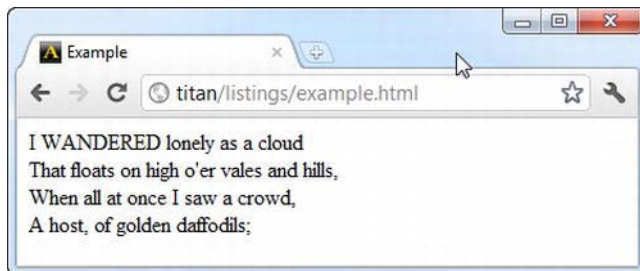 Example
titan/listings/example.html
I WANDERED lonely as a cloud
That floats on high o'er vales and hills,
When all at once I saw a crowd,
A host, of golden daffodils;